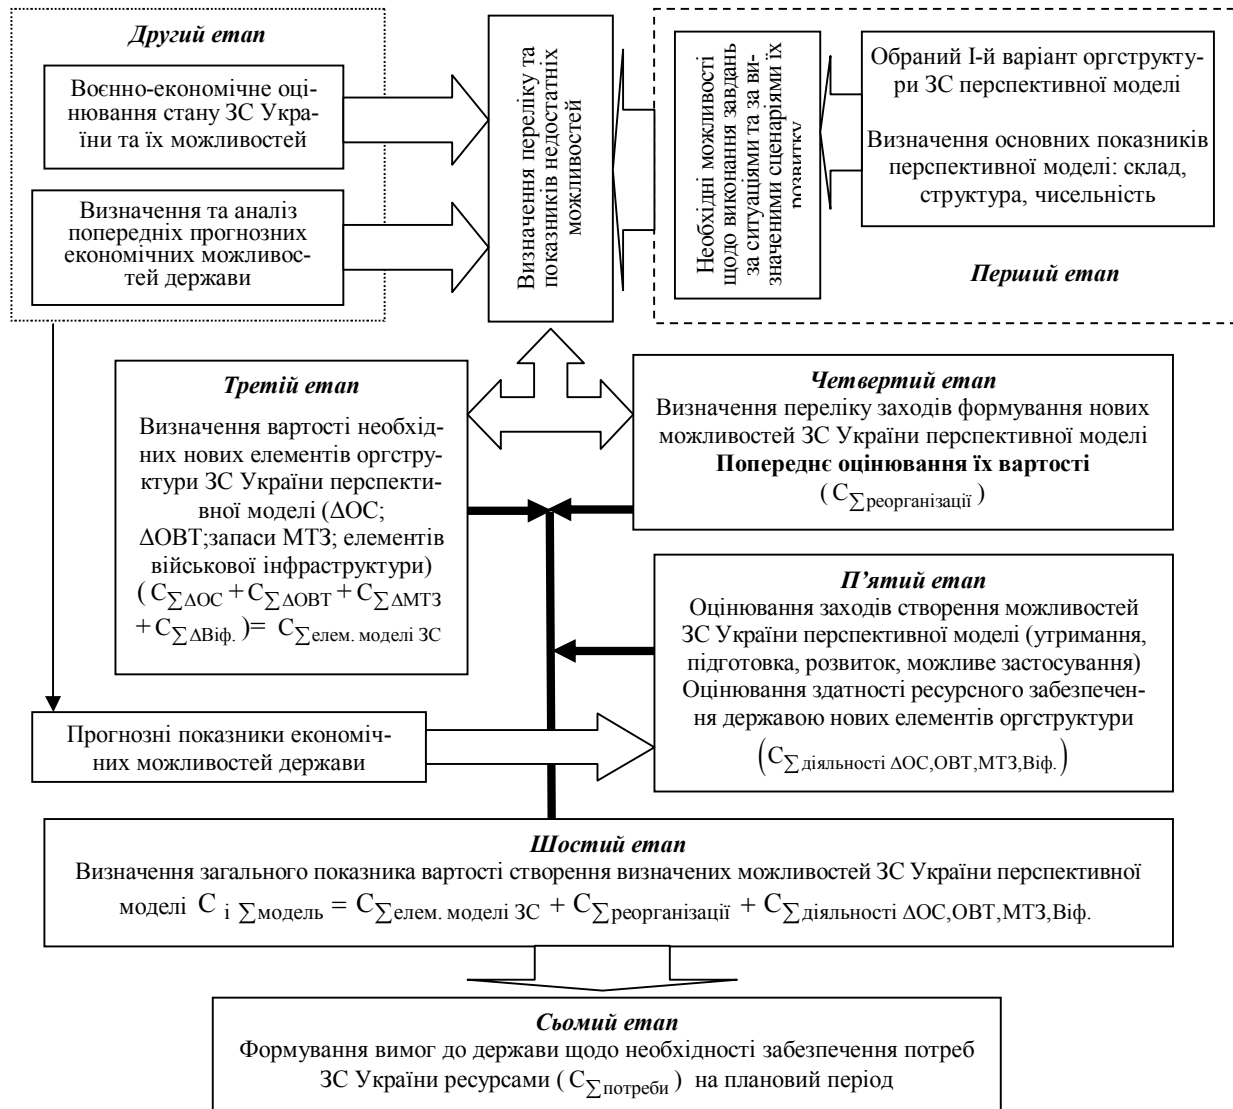 Другий етап
Воєнно-економічне оці-
нювання стану ЗС Укра-
їни та їх можливостей
Визначення та аналіз
попередніх прогнозних
економічних можливос-
тей держави
Визначення переліку та
показників недостатніх
можливостей
Необхідні можливості
щодо виконання завдань
за ситуаціями та за ви-
значеними сценаріями їх
розвитку
Обраний І-й варіант оргструкту-
ри ЗС перспективної моделі
Визначення основних показників
перспективної моделі: склад,
структура, чисельність
Перший етап
Третій етап
Визначення вартості необхід-
них нових елементів оргстру-
ктури ЗС України перспекти-
вної моделі (ΔОС;
ΔОВТ;запаси МТЗ; елементів
військової інфраструктури)
( C∑ΔОС + C∑ΔОВТ + C∑ΔМТЗ
+ C∑ΔВіф. )= C∑елем. моделі ЗС
Четвертий етап
Визначення переліку заходів формування нових
можливостей ЗС України перспективної моделі
Попереднє оцінювання їх вартості
( C∑реорганізації )
П’ятий етап
Оцінювання заходів створення можливостей
ЗС України перспективної моделі (утримання,
підготовка, розвиток, можливе застосування)
Оцінювання здатності ресурсного забезпечен-
ня державою нових елементів оргструктури
(C∑діяльності ΔОС,ОВТ,МТЗ,Віф.)
Прогнозні показники економіч-
них можливостей держави
Шостий етап
Визначення загального показника вартості створення визначених можливостей ЗС України перспективної
моделі C і ∑модель = C∑елем. моделі ЗС + C∑реорганізації + C∑діяльності ΔОС,ОВТ,МТЗ,Віф.
Сьомий етап
Формування вимог до держави щодо необхідності забезпечення потреб
ЗС України ресурсами ( C∑потреби ) на плановий період